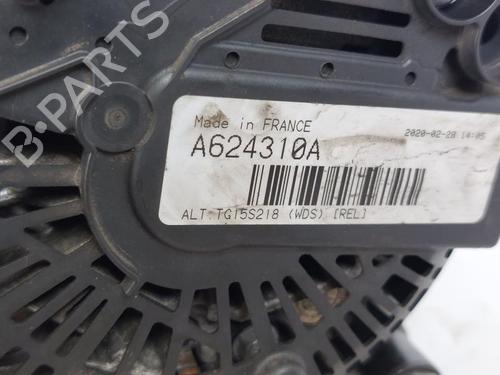 B-PARTS
Made in FRANCE
2020-02-28 14:05
A624310A
ALT TG15S218 (WDS) [REL]